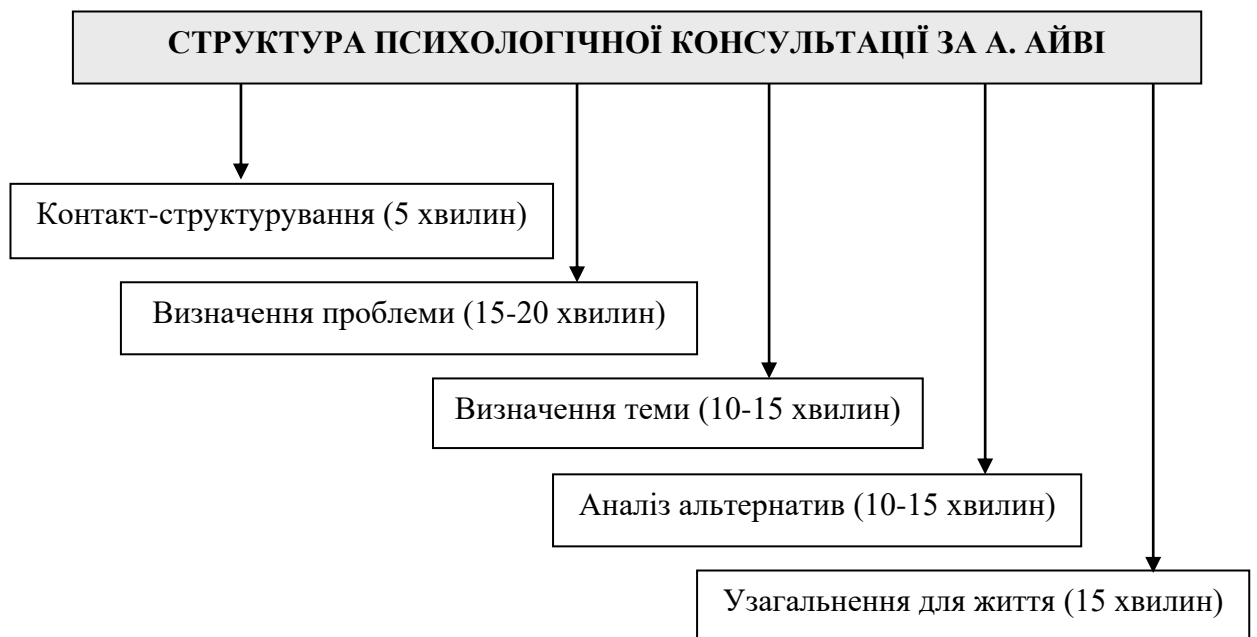 СТРУКТУРА ПСИХОЛОГІЧНОЇ КОНСУЛЬТАЦІЇ ЗА А. АЙВІ
Контакт-структурування (5 хвилин)
Визначення проблеми (15-20 хвилин)
Визначення теми (10-15 хвилин)
Аналіз альтернатив (10-15 хвилин)
Узагальнення для життя (15 хвилин)